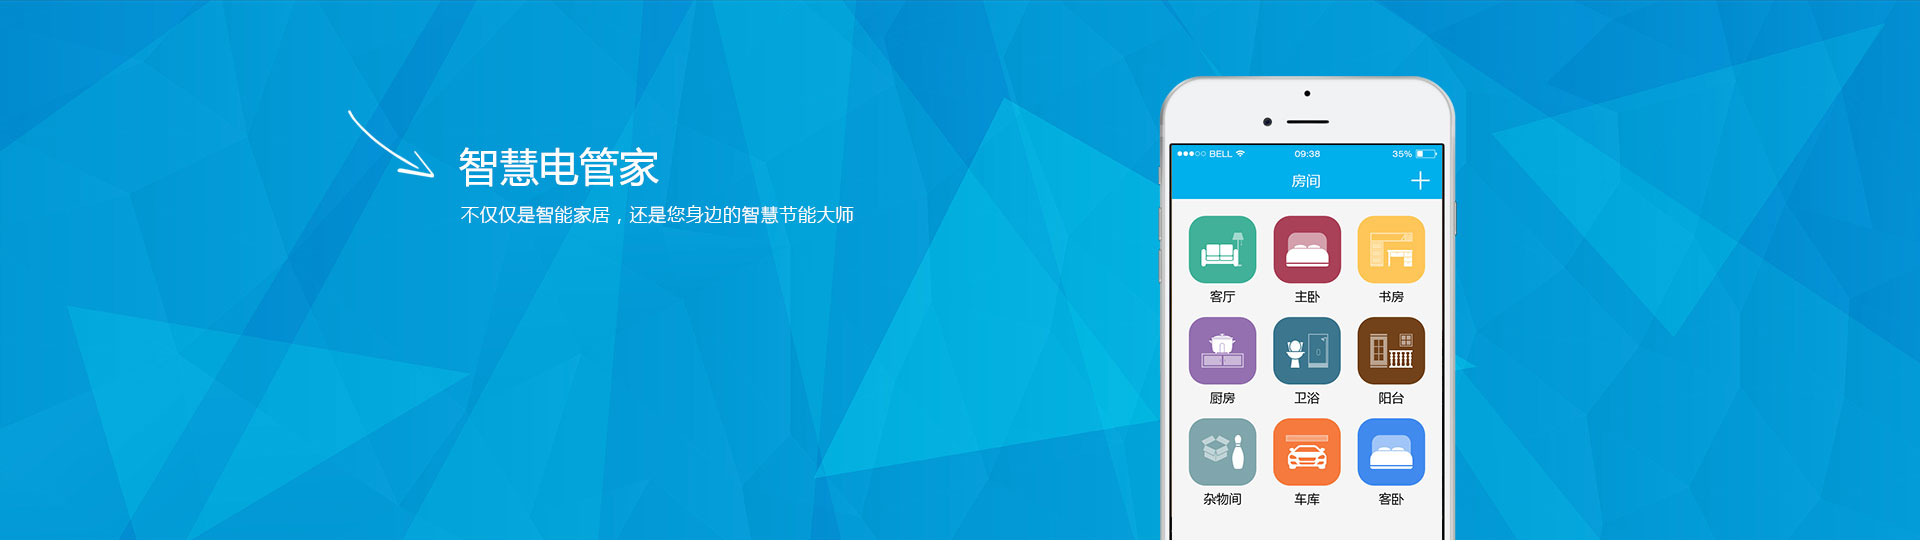 智慧电管家
不仅仅是智能家居，还是您身边的智慧节能大师
BELL 09:38 35%
房间
客厅 主卧 书房
厨房 卫浴 阳台
杂物间 车库 客卧